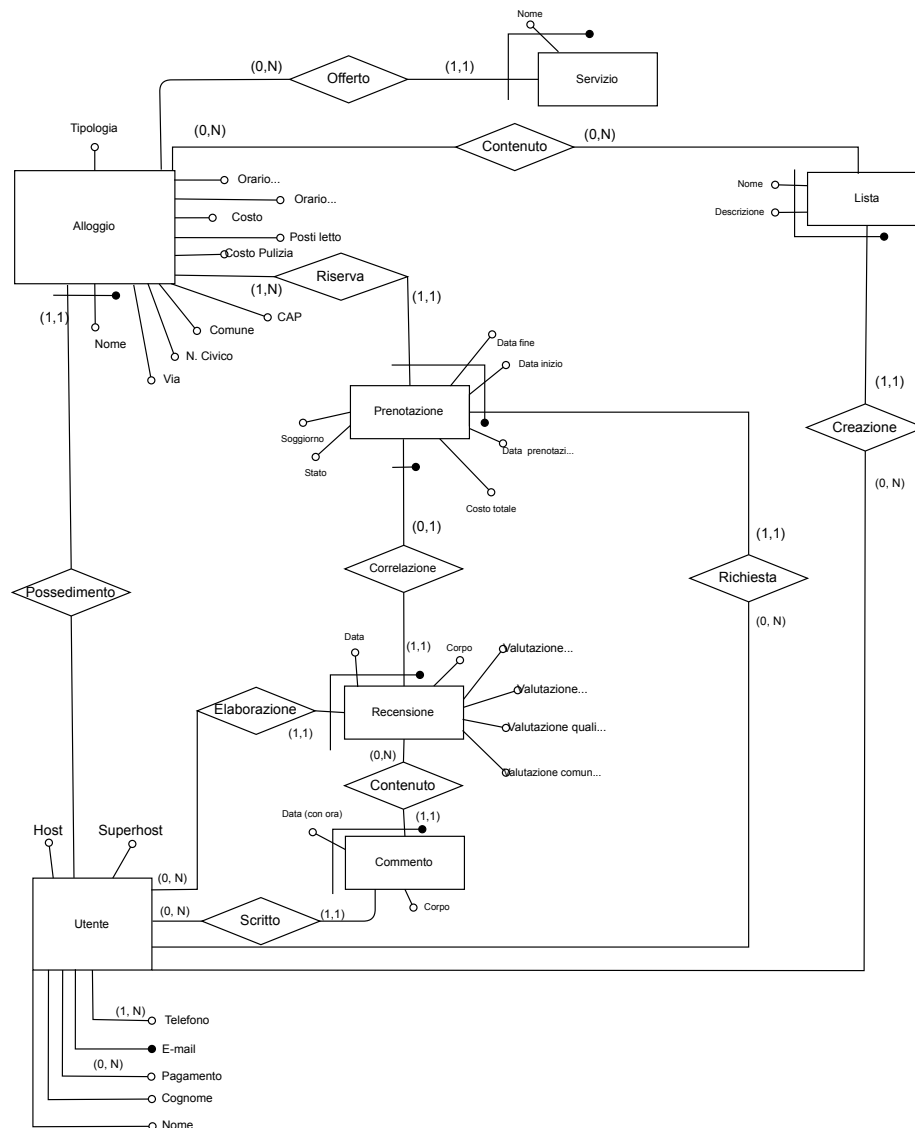 Nome
(0,N)
Offerto
(1,1)
Servizio
Tipologia
(0,N)
Contenuto
(0,N)
Orario...
Nome
Orario...
Lista
Alloggio
Costo
Descrizione
Posti letto
Costo Pulizia
Riserva
(1,N)
(1,1)
(1,1)
CAP
Comune
Nome
Data fine
N. Civico
Data inizio
Via
(1,1)
Prenotazione
Creazione
Soggiorno
Data prenotazi...
Stato
(0, N)
Costo totale
(0,1)
(1,1)
Correlazione
Richiesta
Possedimento
(0, N)
Data
(1,1)
Corpo
Valutazione...
Valutazione...
Elaborazione
Recensione
(1,1)
Valutazione quali...
(0,N)
Valutazione comun...
Contenuto
Data (con ora)
(1,1)
Host
Superhost
Commento
(0, N)
Corpo
(0, N)
Scritto
(1,1)
Utente
(1, N)
Telefono
E-mail
(0, N)
Pagamento
Cognome
Nome